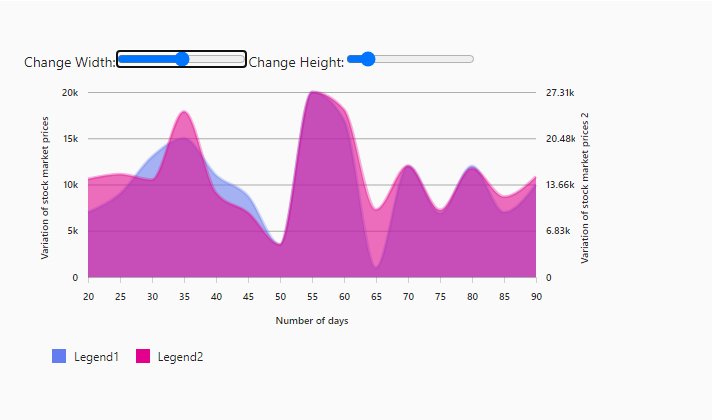 Change Width: Change Height:
20k 27.31k
15k 20.48k
10k 13.66k
5k 6.83k
0 0
Variation of stock market prices
Variation of stock market prices 2
20 25 30 35 40 45 50 55 60 65 70 75 80 85 90
Number of days
Legend1 Legend2